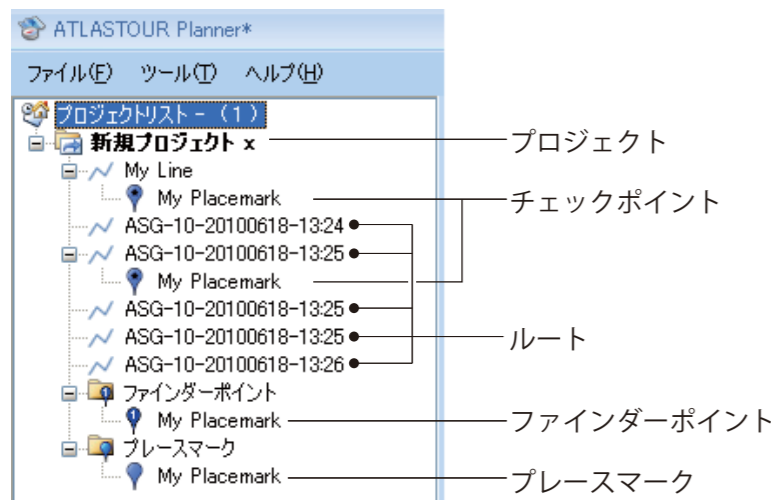 ATLASTOUR Planner*
ファイル(F) ツール(T) ヘルプ(H)
プロジェクトリスト - (1)
新規プロジェクト x
プロジェクト
My Line
My Placemark
チェックポイント
ASG-10-20100618-13:24
ASG-10-20100618-13:25
My Placemark
ASG-10-20100618-13:25
ASG-10-20100618-13:25
ルート
ASG-10-20100618-13:26
ファインダーポイント
My Placemark
ファインダーポイント
プレースマーク
My Placemark
プレースマーク